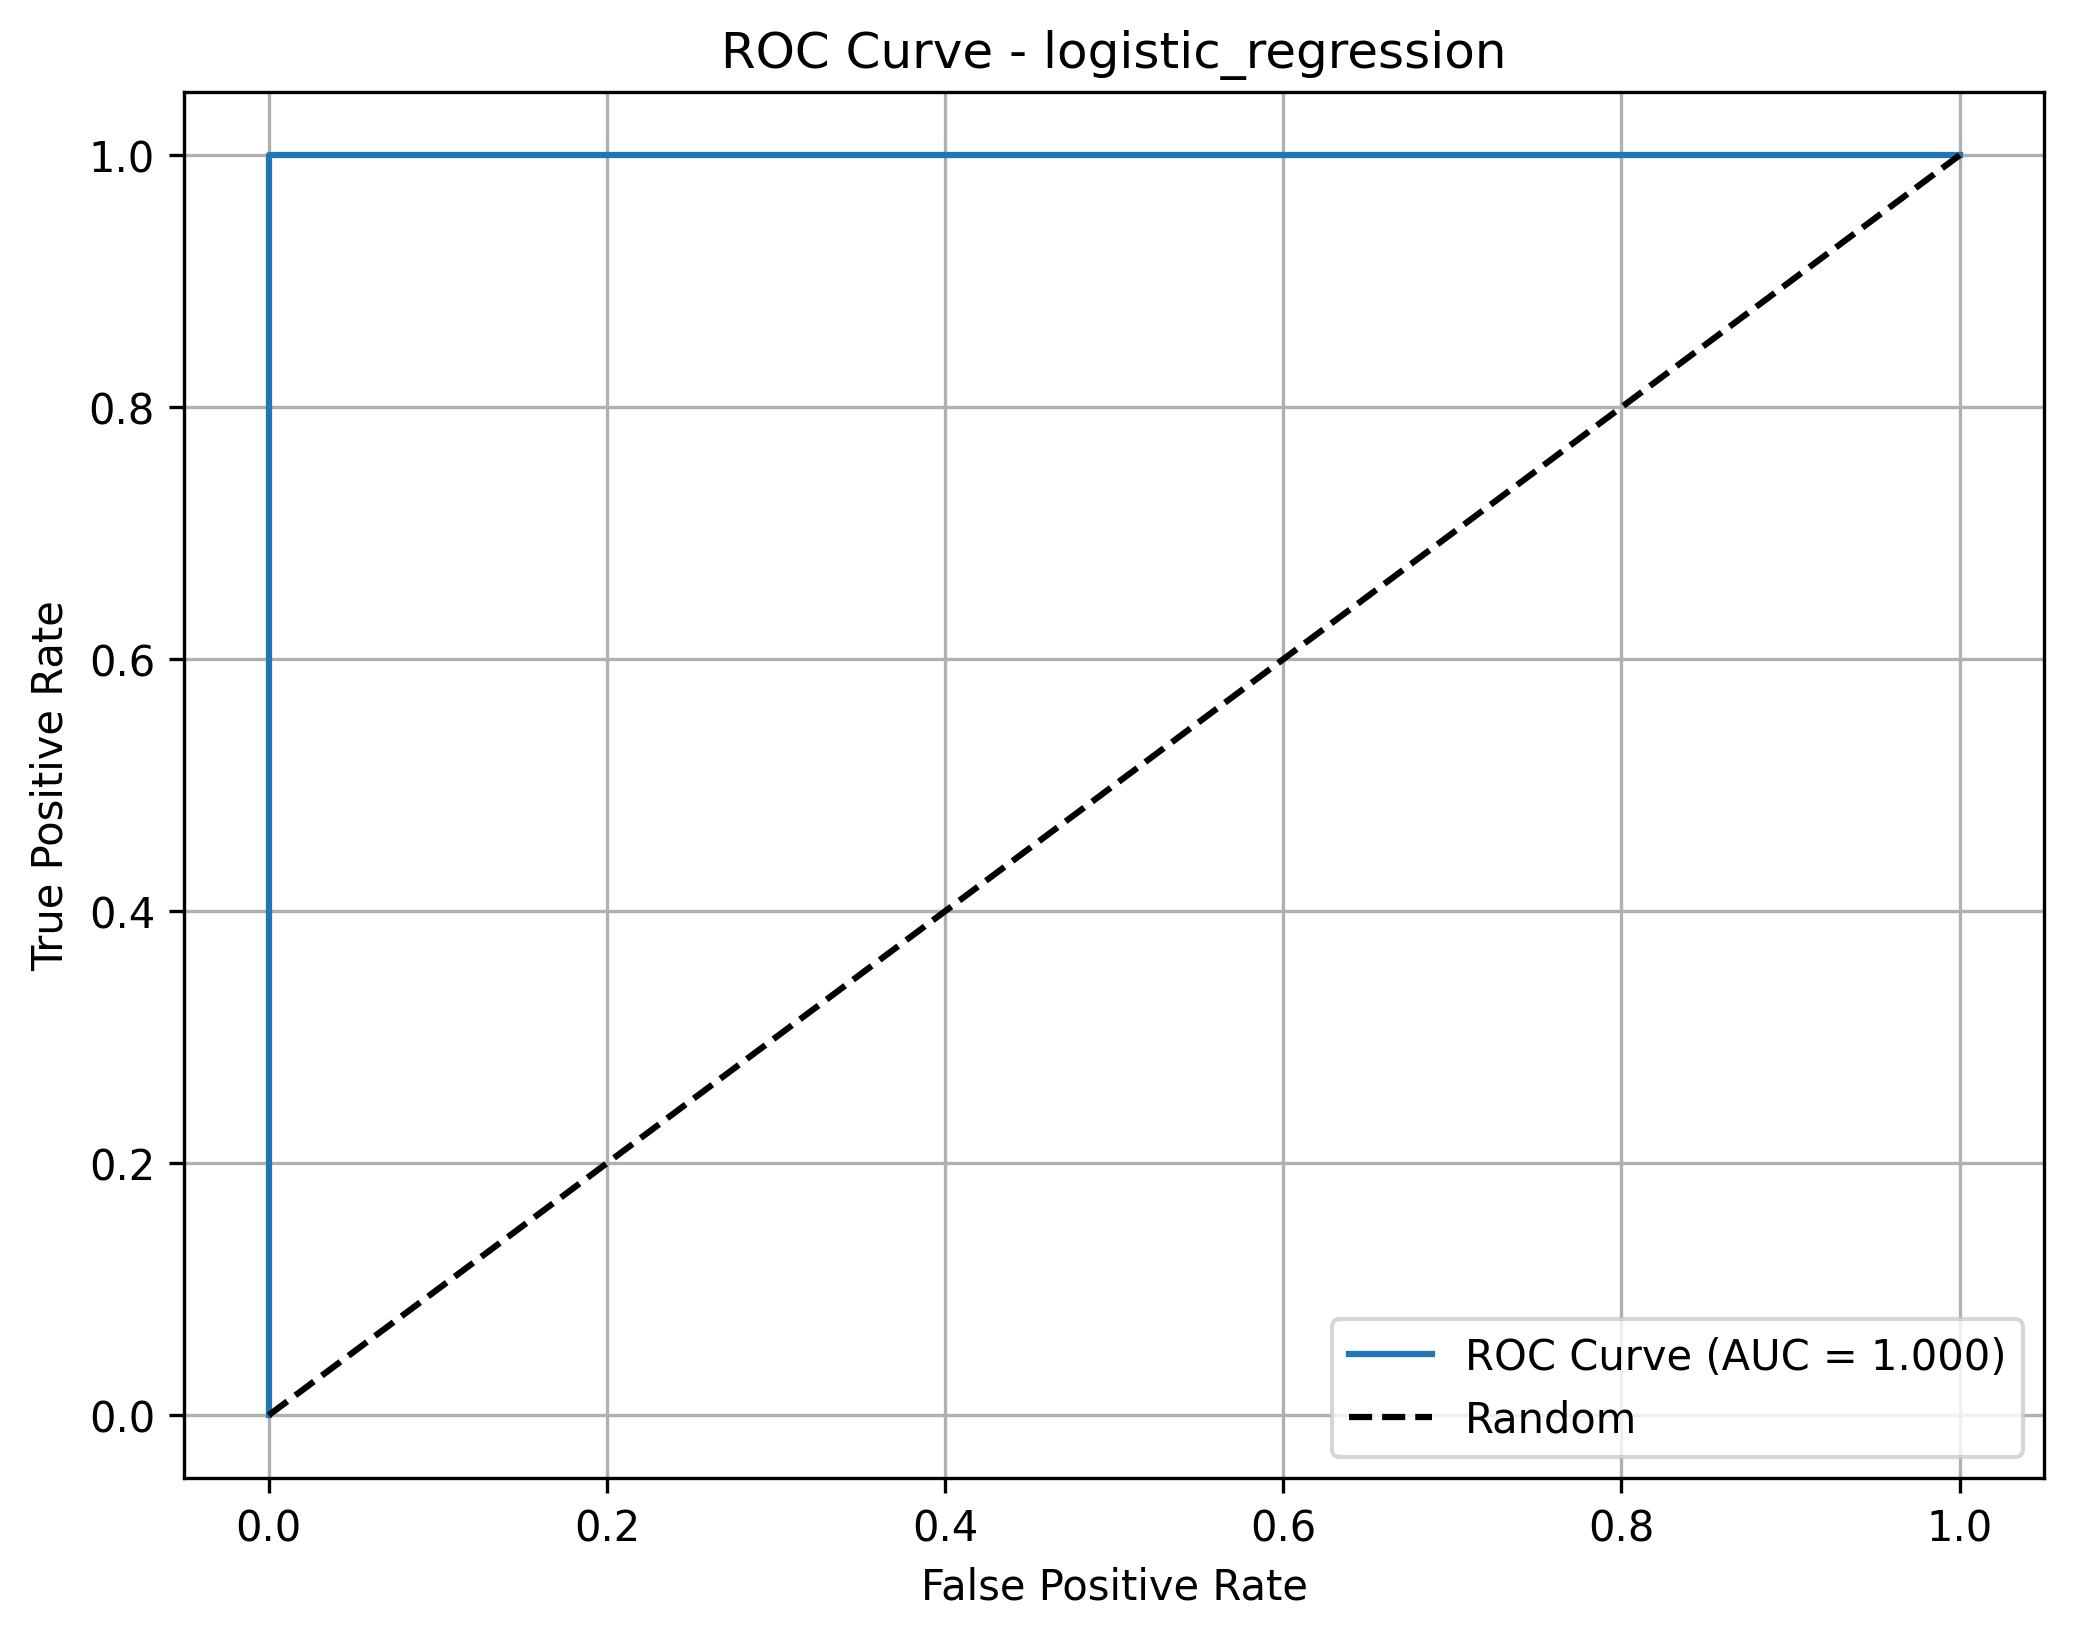 ROC Curve - logistic_regression
True Positive Rate
1.0
0.8
0.6
0.4
0.2
0.0
ROC Curve (AUC = 1.000)
Random
0.0 0.2 0.4 0.6 0.8 1.0
False Positive Rate